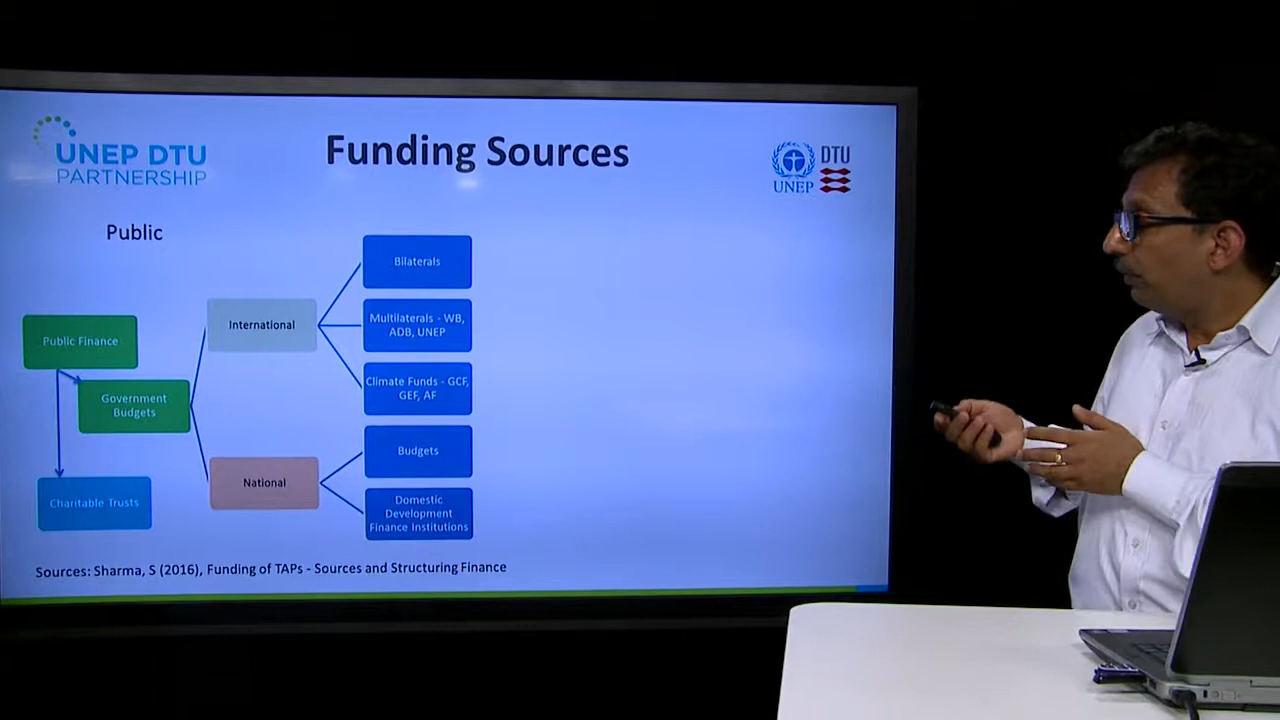 UNEP DTU
PARTNERSHIP
Funding Sources
UNEP
DTU
Public
Public Finance
Government
Budgets
Charitable Trusts
International
National
Bilaterals
Multilaterals - WB,
ADB, UNEP
Climate Funds - GCF,
GEF, AF
Budgets
Domestic
Development
Finance Institutions
Sources: Sharma, S (2016), Funding of TAPs - Sources and Structuring Finance